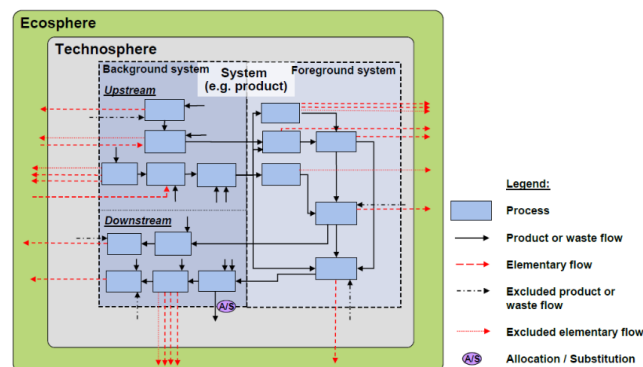 Ecosphere
Technosphere
Background system
System
(e.g. product)
Foreground system
Upstream
Downstream
A/S
Legend:
Process
Product or waste flow
Elementary flow
Excluded product or
waste flow
Excluded elementary flow
A/S
Allocation / Substitution